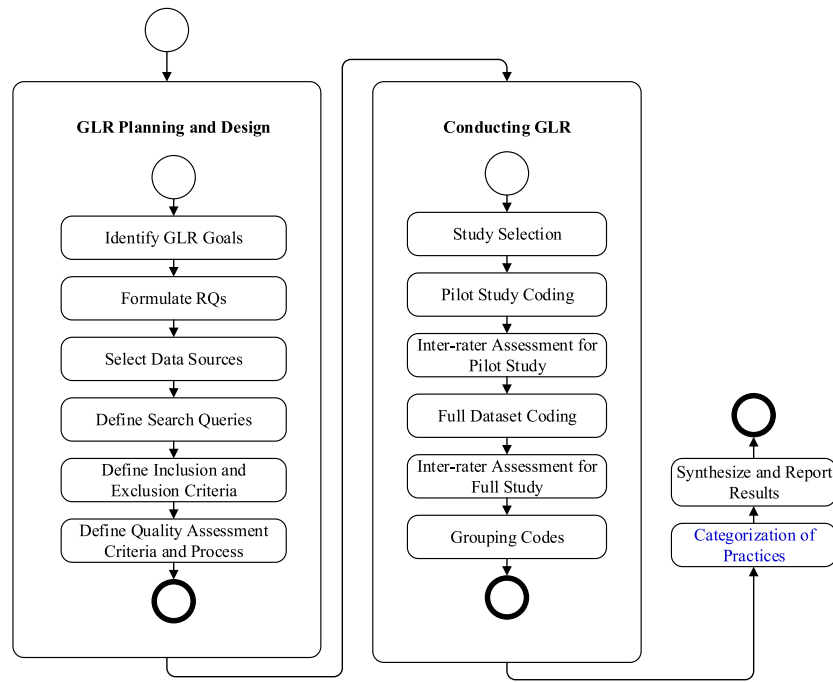 GLR Planning and Design
Identify GLR Goals
Formulate RQs
Select Data Sources
Define Search Queries
Define Inclusion and
Exclusion Criteria
Define Quality Assessment
Criteria and Process
Conducting GLR
Study Selection
Pilot Study Coding
Inter-rater Assessment for
Pilot Study
Full Dataset Coding
Inter-rater Assessment for
Full Study
Grouping Codes
Synthesize and Report
Results
Categorization of
Practices